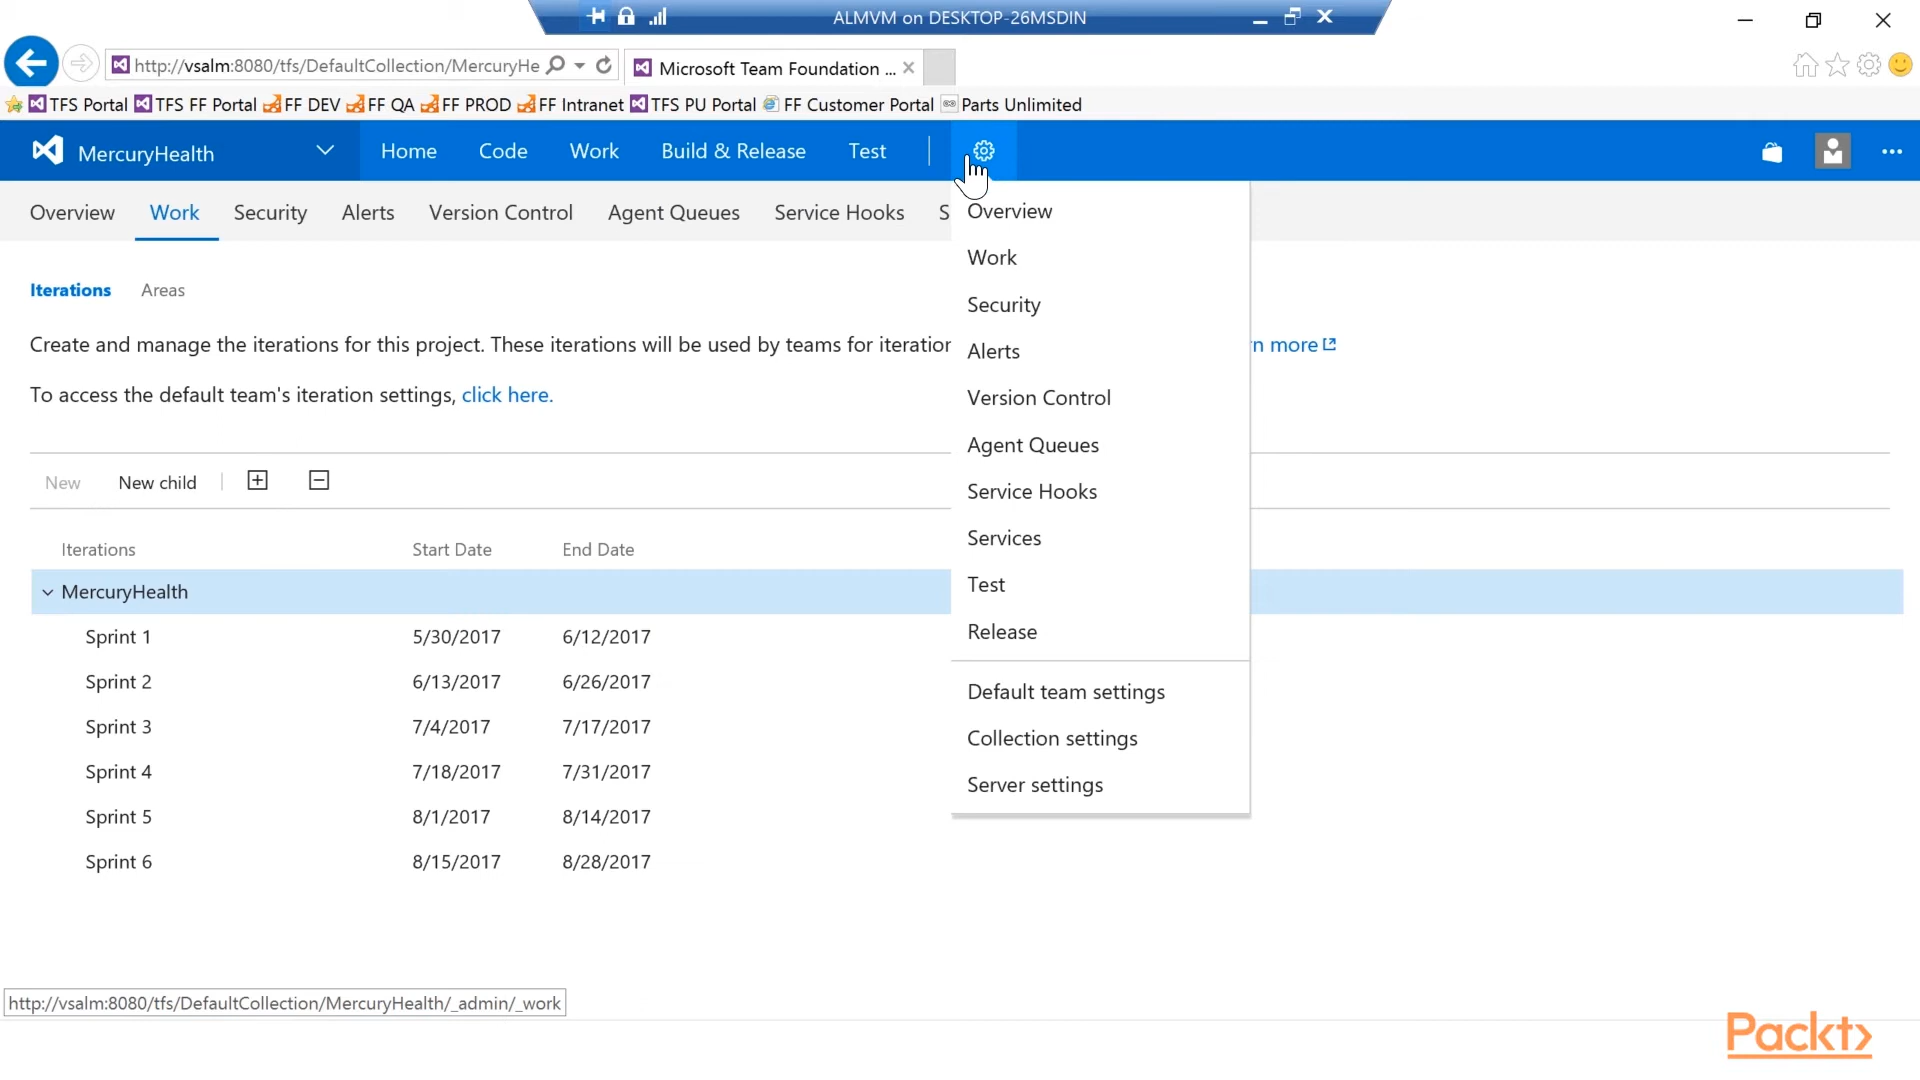 ALMVM on DESKTOP-26MSDIN
http://vsalm:8080/tfs/DefaultCollection/MercuryHe
Microsoft Team Foundation ...
TFS Portal TFS FF Portal FF DEV FF QA FF PROD FF Intranet TFS PU Portal FF Customer Portal Parts Unlimited
MercuryHealth Home Code Work Build & Release Test
Overview Work Security Alerts Version Control Agent Queues Service Hooks S
Overview
Work
Security
Alerts
Version Control
Agent Queues
Service Hooks
Services
Test
Release
Default team settings
Collection settings
Server settings
Iterations Areas
Create and manage the iterations for this project. These iterations will be used by teams for iteration n more
To access the default team's iteration settings, click here.
New New child
Iterations Start Date End Date
MercuryHealth
Sprint 1 5/30/2017 6/12/2017
Sprint 2 6/13/2017 6/26/2017
Sprint 3 7/4/2017 7/17/2017
Sprint 4 7/18/2017 7/31/2017
Sprint 5 8/1/2017 8/14/2017
Sprint 6 8/15/2017 8/28/2017
http://vsalm:8080/tfs/DefaultCollection/MercuryHealth/_admin/_work
Packt>